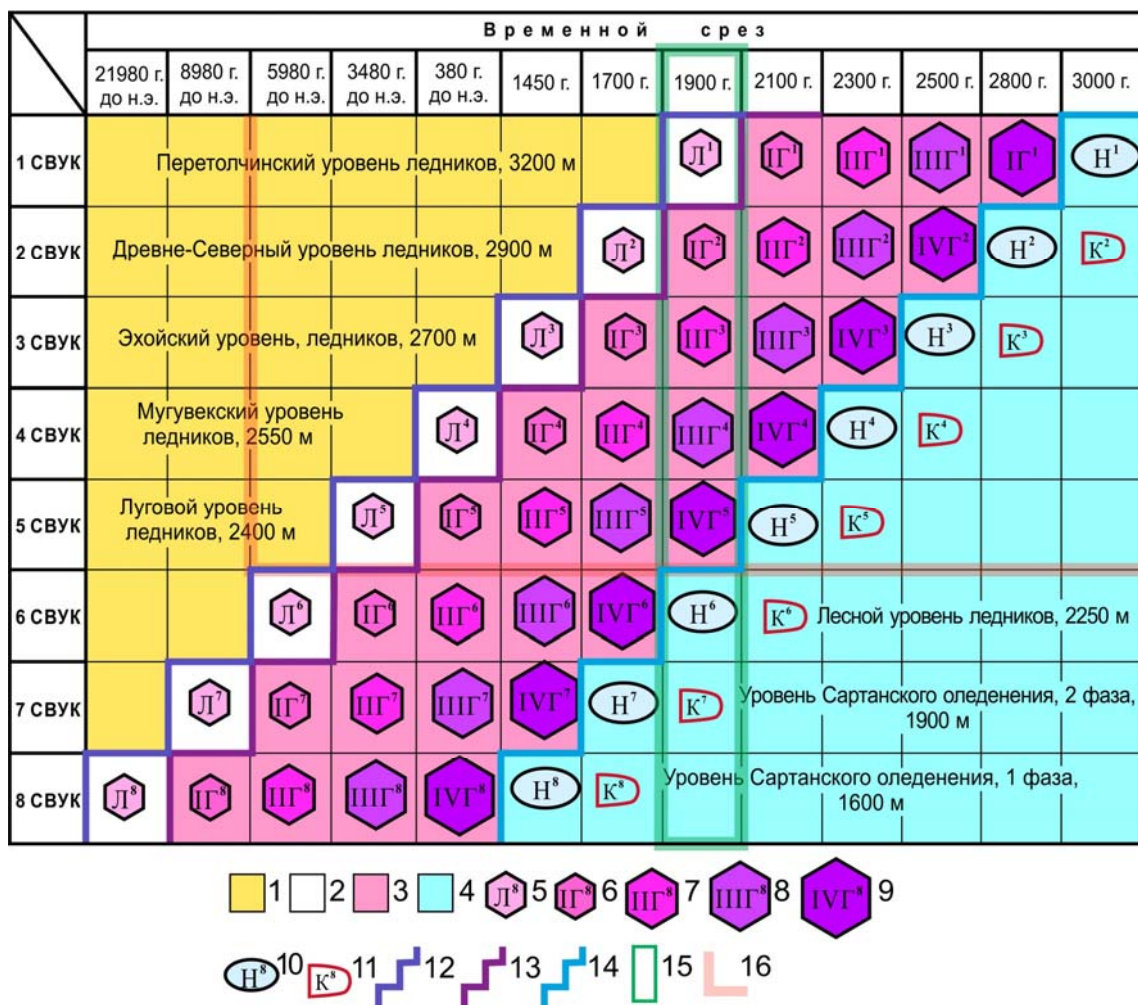 Временной срез
21980 г. до н.э. 8980 г. до н.э. 5980 г. до н.э. 3480 г. до н.э. 380 г. до н.э. 1450 г. 1700 г. 1900 г. 2100 г. 2300 г. 2500 г. 2800 г. 3000 г.
1 СВУК Перетолчинский уровень ледников, 3200 м Л¹ IГ¹ IIГ¹ IIIГ¹ IГ¹ Н¹
2 СВУК Древне-Северный уровень ледников, 2900 м Л² IГ² IIГ² IIIГ² IVГ² Н² К²
3 СВУК Эхойский уровень, ледников, 2700 м Л³ IГ³ IIГ³ IIIГ³ IVГ³ Н³ К³
4 СВУК Мугувекский уровень
ледников, 2550 м Л⁴ IГ⁴ IIГ⁴ IIIГ⁴ IVГ⁴ Н⁴ К⁴
5 СВУК Луговой уровень
ледников, 2400 м Л⁵ IГ⁵ IIГ⁵ IIIГ⁵ IVГ⁵ Н⁵ К⁵
6 СВУК Л⁶ IГ⁶ IIГ⁶ IIIГ⁶ IVГ⁶ Н⁶ К⁶ Лесной уровень ледников, 2250 м
7 СВУК Л⁷ IГ⁷ IIГ⁷ IIIГ⁷ IVГ⁷ Н⁷ К⁷ Уровень Сартанского оледенения, 2 фаза,
1900 м
8 СВУК Л⁸ IГ⁸ IIГ⁸ IIIГ⁸ IVГ⁸ Н⁸ К⁸ Уровень Сартанского оледенения, 1 фаза,
1600 м
1 2 3 4 Л⁸ 5 IГ⁸ 6 IIГ⁸ 7 IIIГ⁸ 8 IVГ⁸ 9
Н⁸ 10 К⁸ 11 12 13 14 15 16